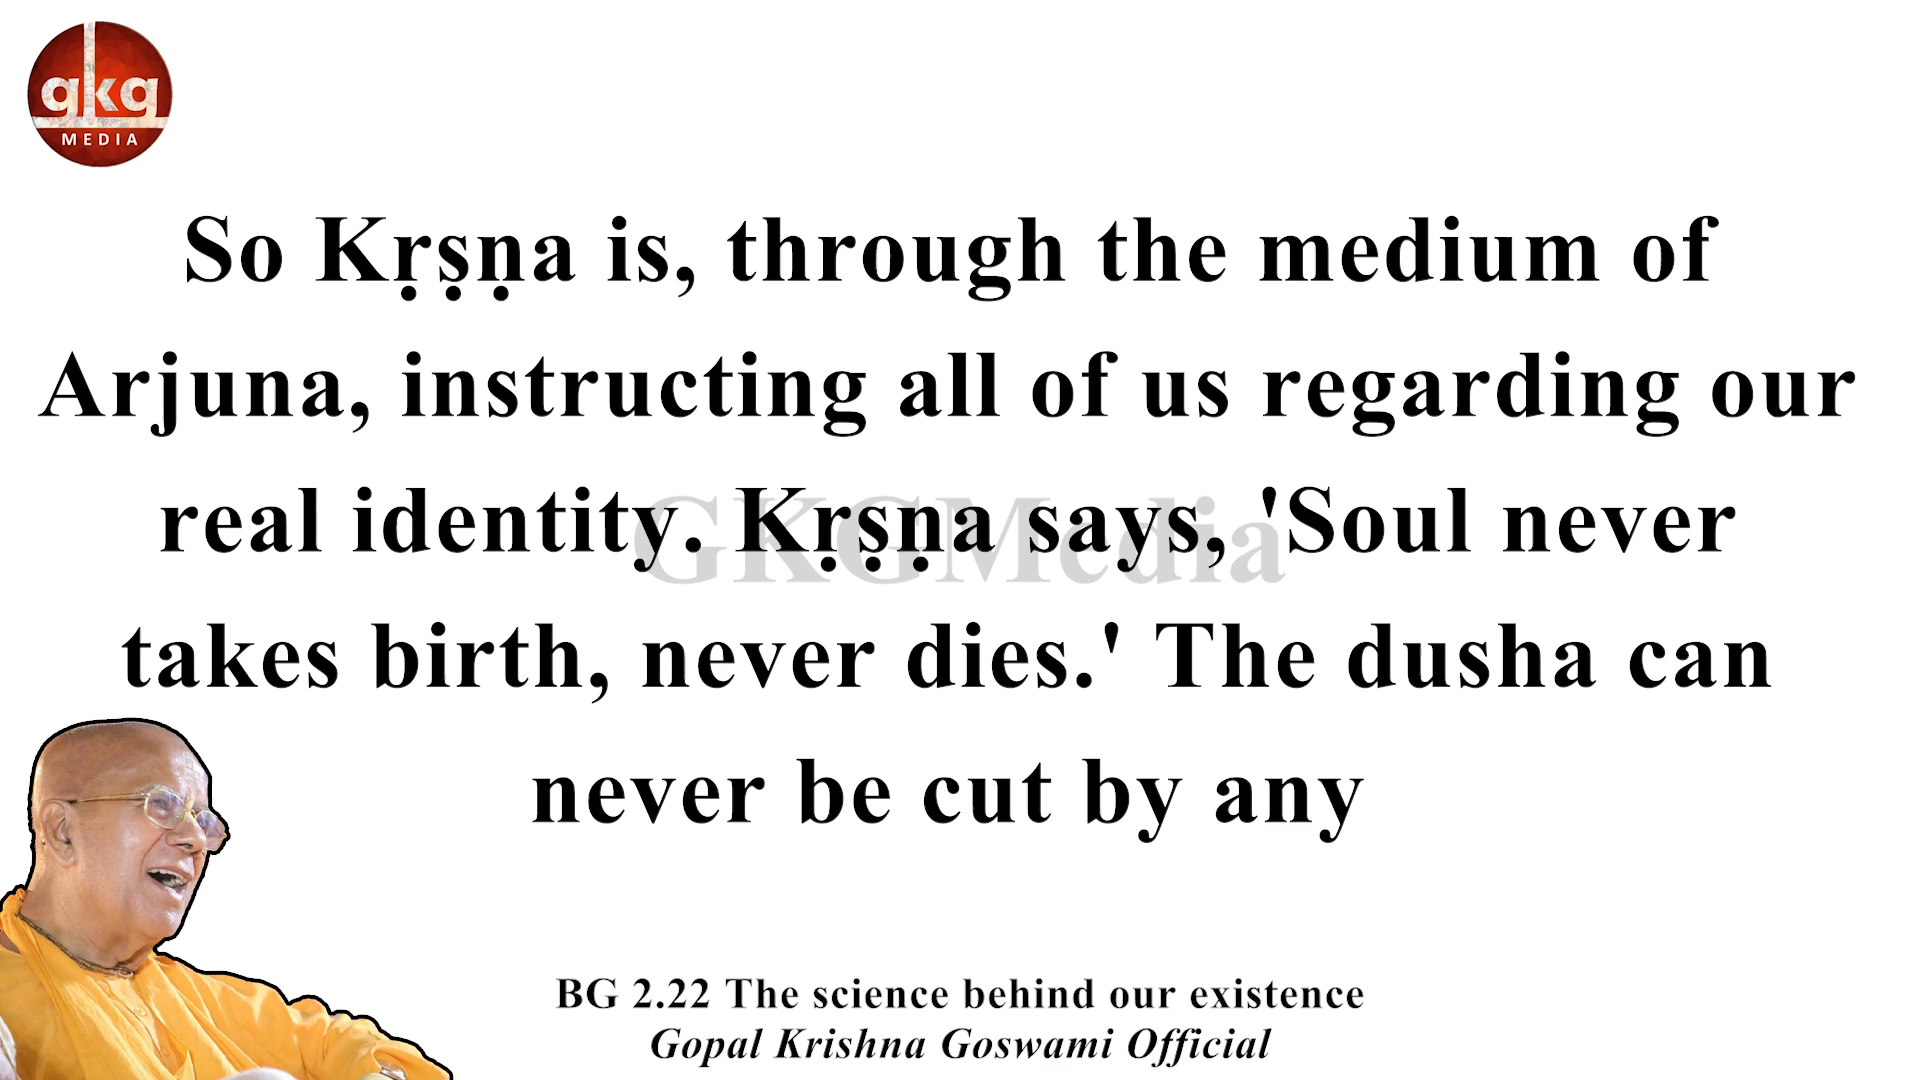 gkg
MEDIA
So Kṛṣṇa is, through the medium of
Arjuna, instructing all of us regarding our
real identity. Kṛṣṇa says, 'Soul never
GKGMedia
takes birth, never dies.' The dusha can
never be cut by any
BG 2.22 The science behind our existence
Gopal Krishna Goswami Official